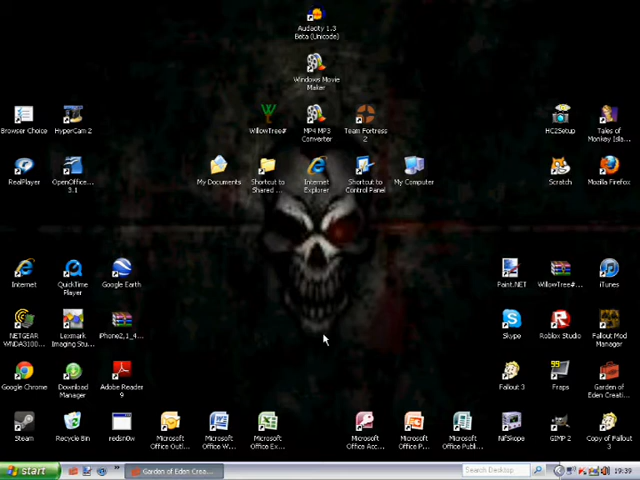 Audacity 1.3
Beta (Unicode)
Windows Movie
Maker
Browser Choice
HyperCam 2
WillowTree#
MP4 MP3
Converter
Team Fortress
2
HC2Setup
Tales of
Monkey Isla...
RealPlayer
OpenOffice....
3.1
My Documents
Shortcut to
Shared ...
Internet
Explorer
Shortcut to
Control Panel
My Computer
Scratch
Mozilla Firefox
Internet
QuickTime
Player
Google Earth
Paint.NET
WillowTree#...
iTunes
NETGEAR
WNDA3100...
Lexmark
Imaging Stu...
iPhone2,1_4...
Skype
Roblox Studio
Fallout Mod
Manager
Google Chrome
Download
Manager
Adobe Reader
9
Fallout 3
99
Fraps
Garden of
Eden Creati...
Steam
Recycle Bin
redsn0w
Microsoft
Office Outl...
Microsoft
Office W...
Microsoft
Office Ex...
Microsoft
Office Acc...
Microsoft
Office P...
Microsoft
Office Publ...
NifSkope
GIMP 2
Copy of Fallout
3
start
Garden of Eden Crea...
Search Desktop
19:39